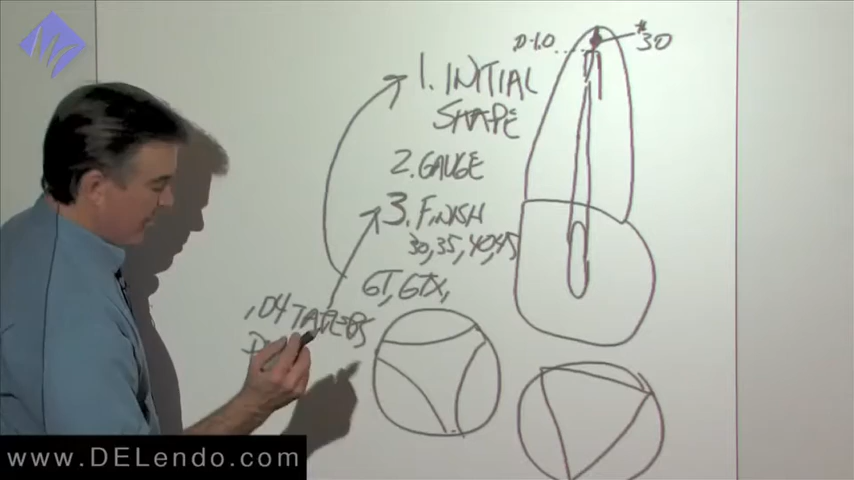 1. INITIAL
SHAPE
2. GAUGE
3. FINISH
30, 35, 40, 45
GT, GTX,
.04 TAPERS
D-1.0
#30
www.DELendo.com